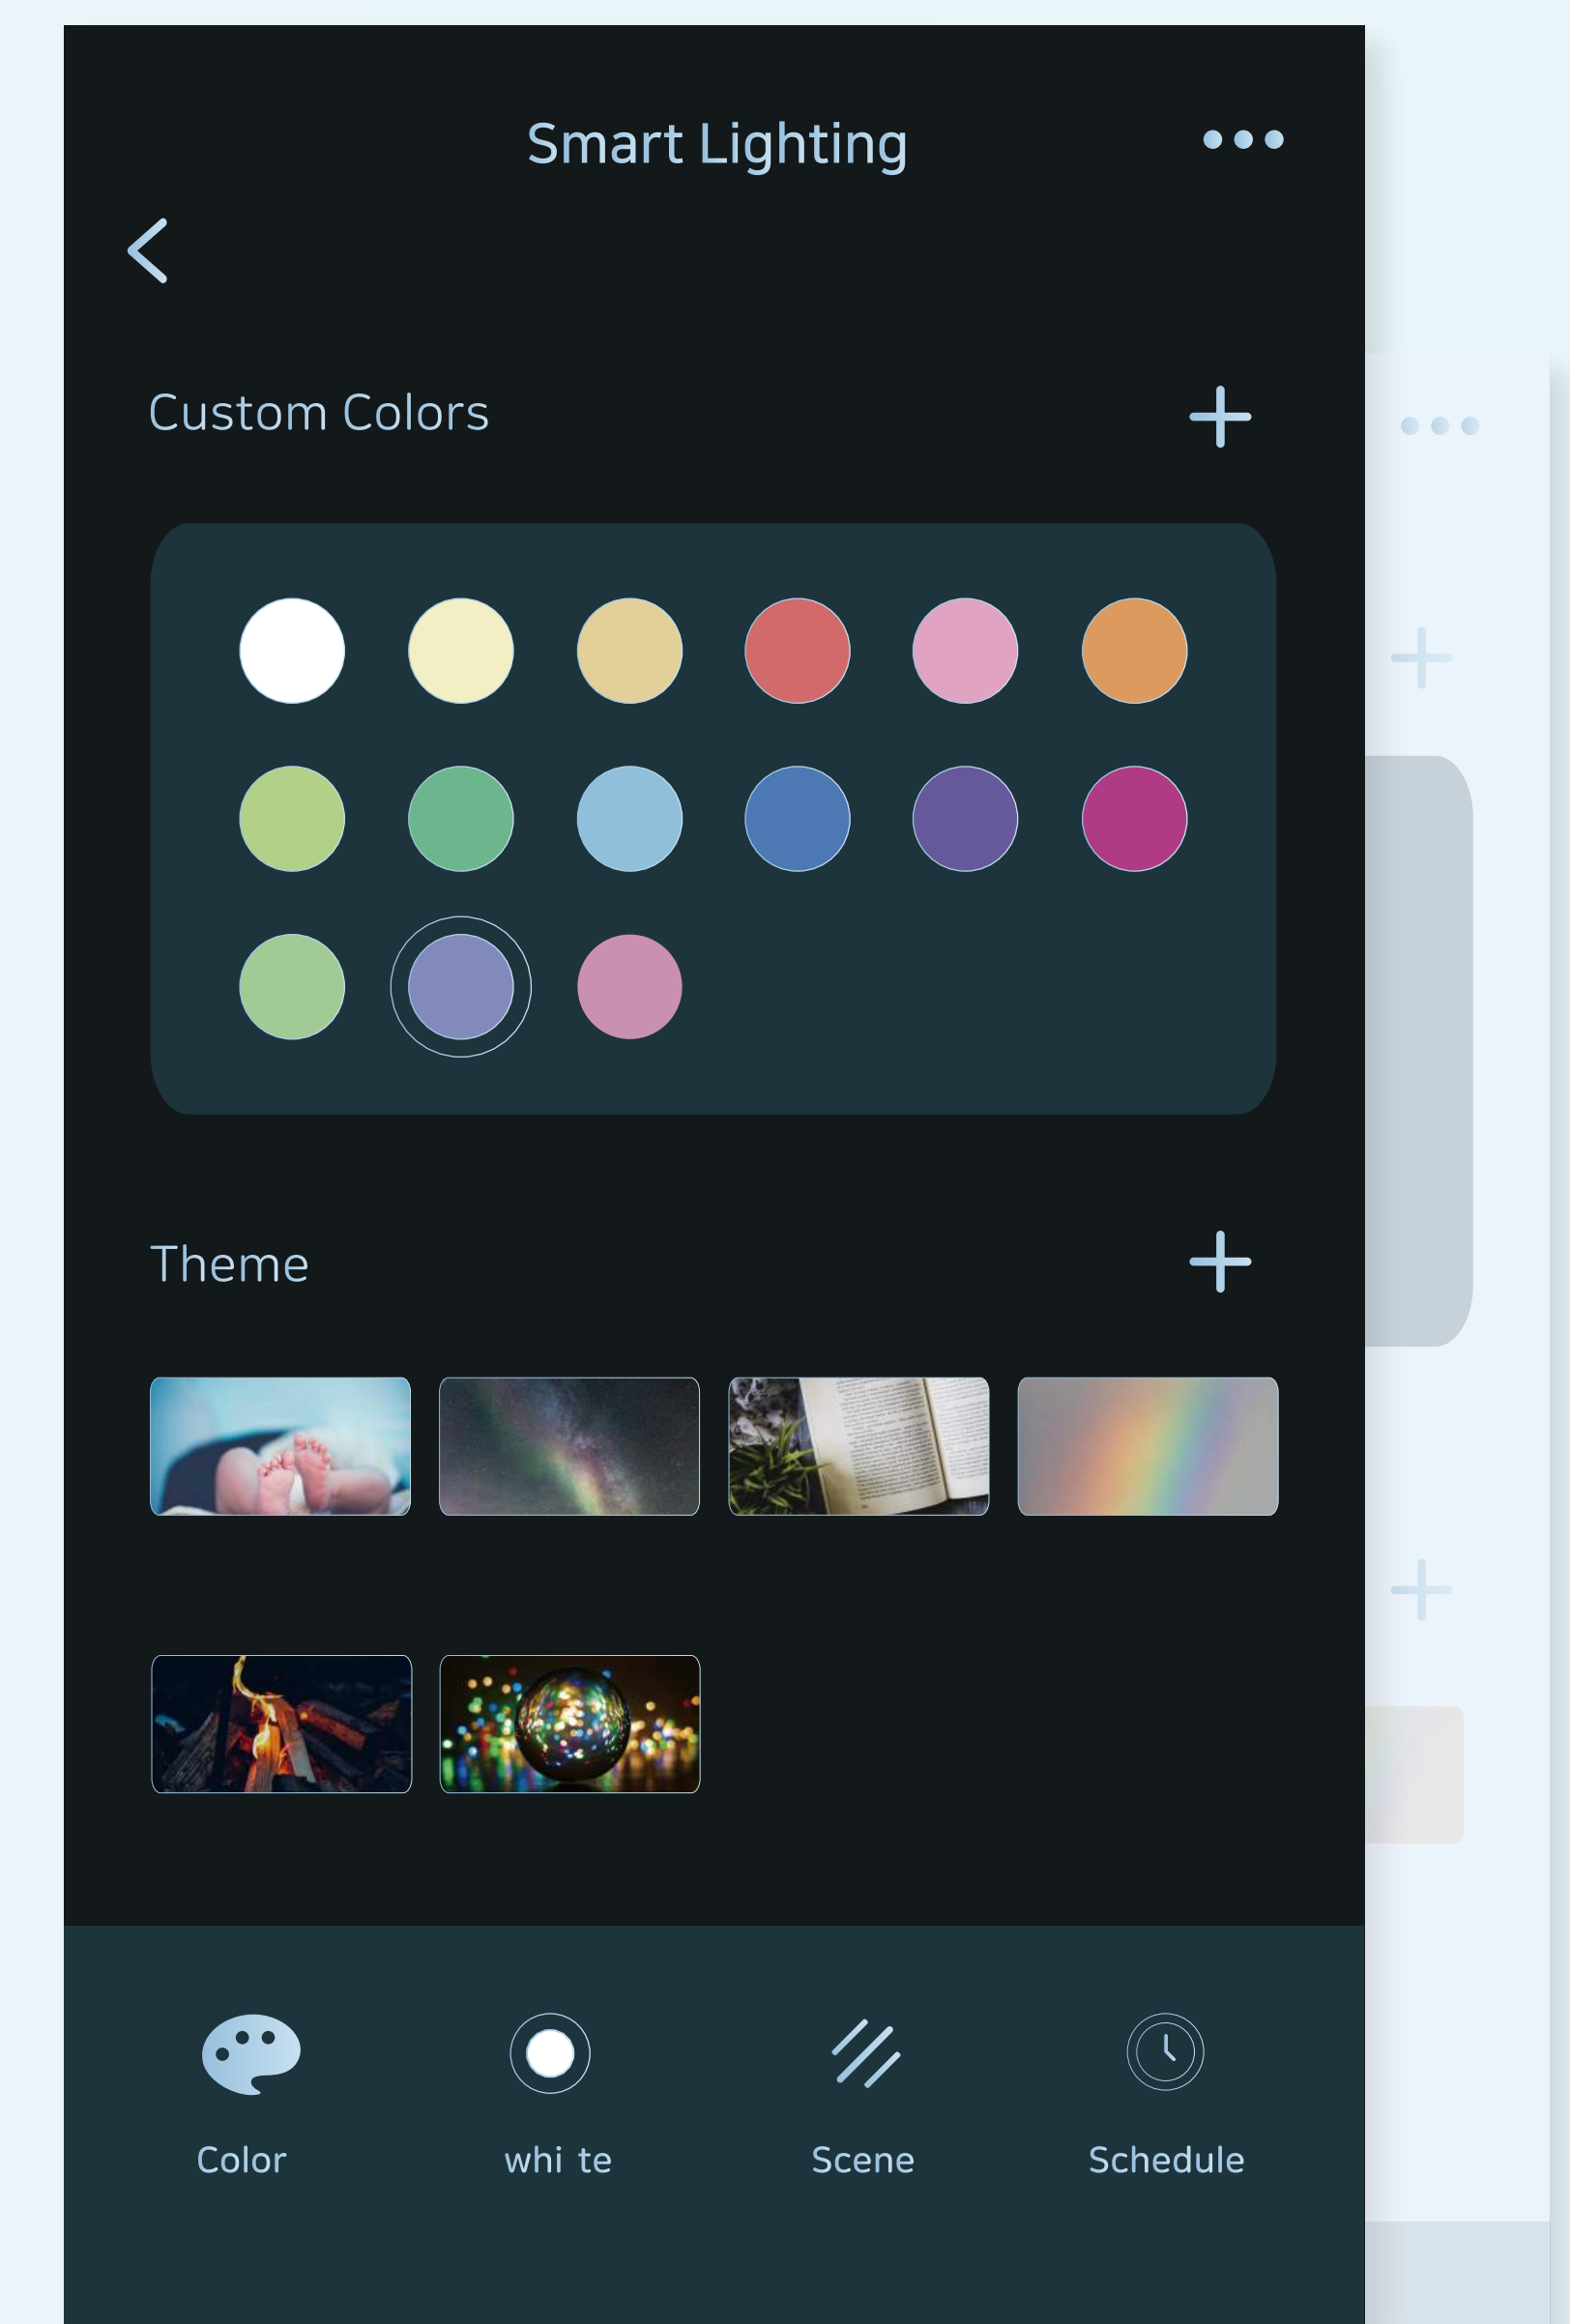 Smart Lighting
Custom Colors
Theme
Color
whi te
Scene
Schedule